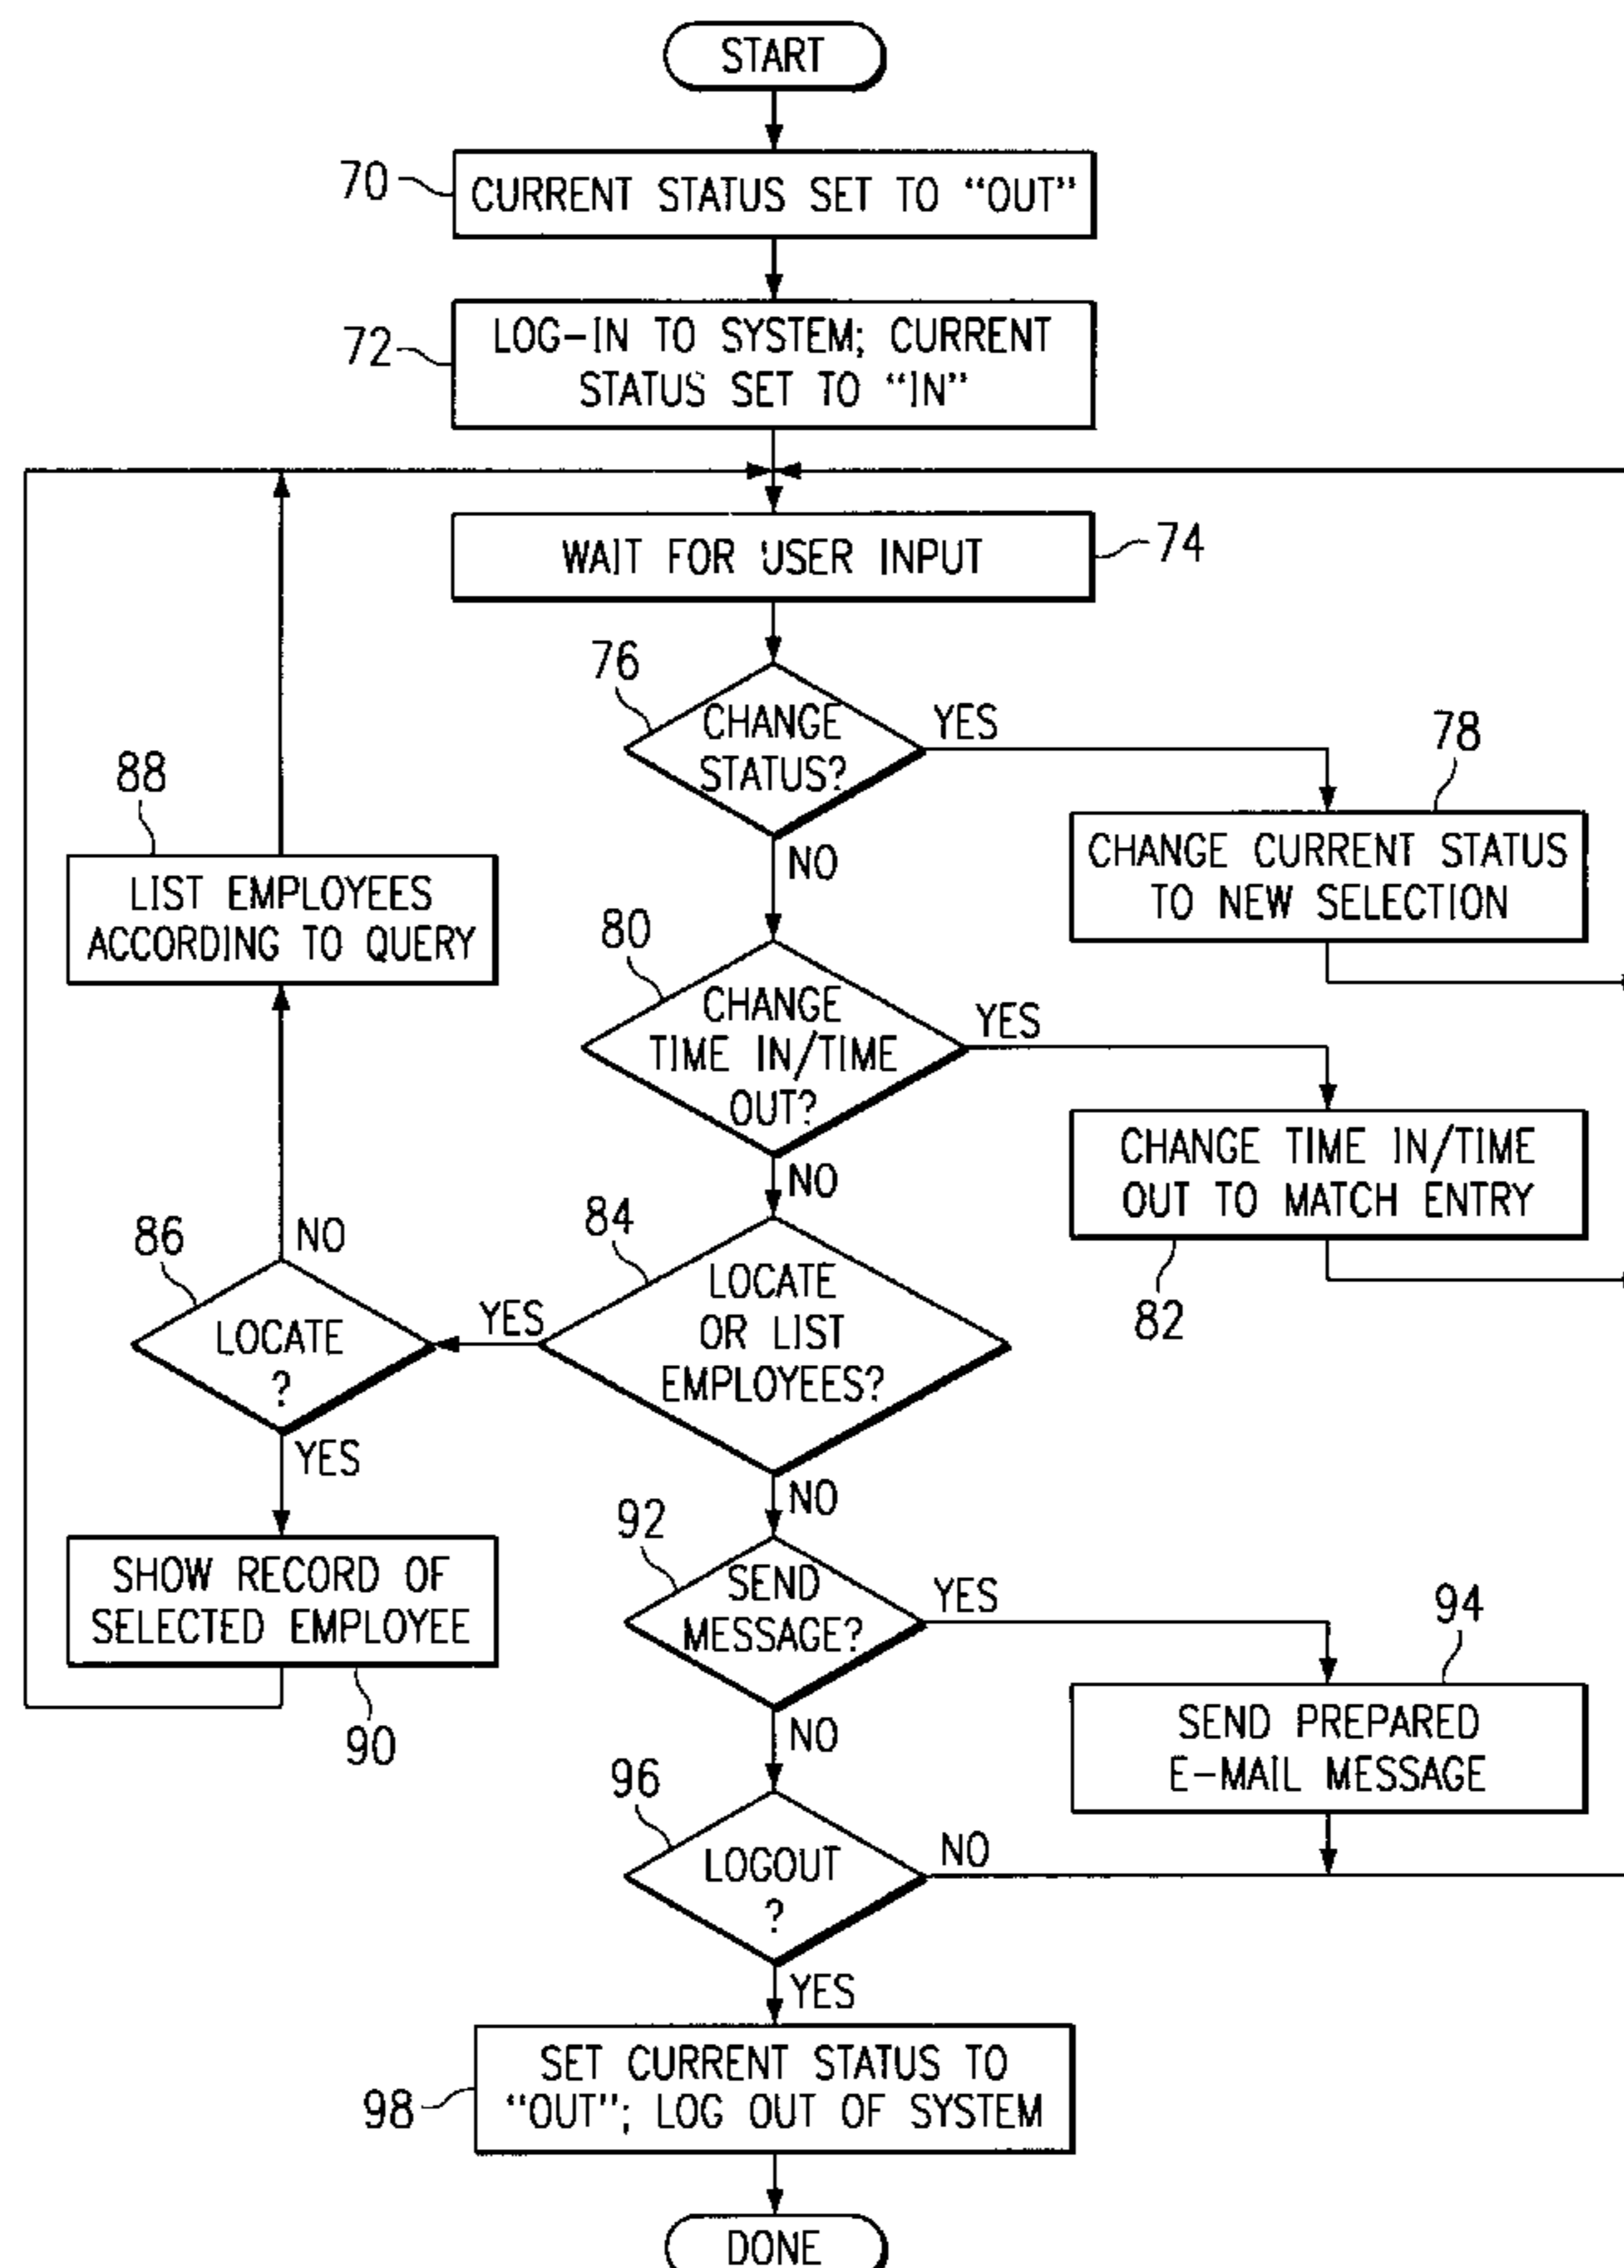 START
70
CURRENT STATUS SET TO “OUT”
72
LOG-IN TO SYSTEM; CURRENT
STATUS SET TO “IN”
WAIT FOR USER INPUT
74
76
CHANGE
STATUS?
YES
NO
78
CHANGE CURRENT STATUS
TO NEW SELECTION
88
LIST EMPLOYEES
ACCORDING TO QUERY
80
CHANGE
TIME IN/TIME
OUT?
YES
NO
CHANGE TIME IN/TIME
OUT TO MATCH ENTRY
82
84
LOCATE
OR LIST
EMPLOYEES?
YES
NO
86
LOCATE
?
NO
YES
SHOW RECORD OF
SELECTED EMPLOYEE
90
92
SEND
MESSAGE?
YES
NO
94
SEND PREPARED
E-MAIL MESSAGE
96
LOGOUT
?
NO
YES
98
SET CURRENT STATUS TO
“OUT”; LOG OUT OF SYSTEM
DONE